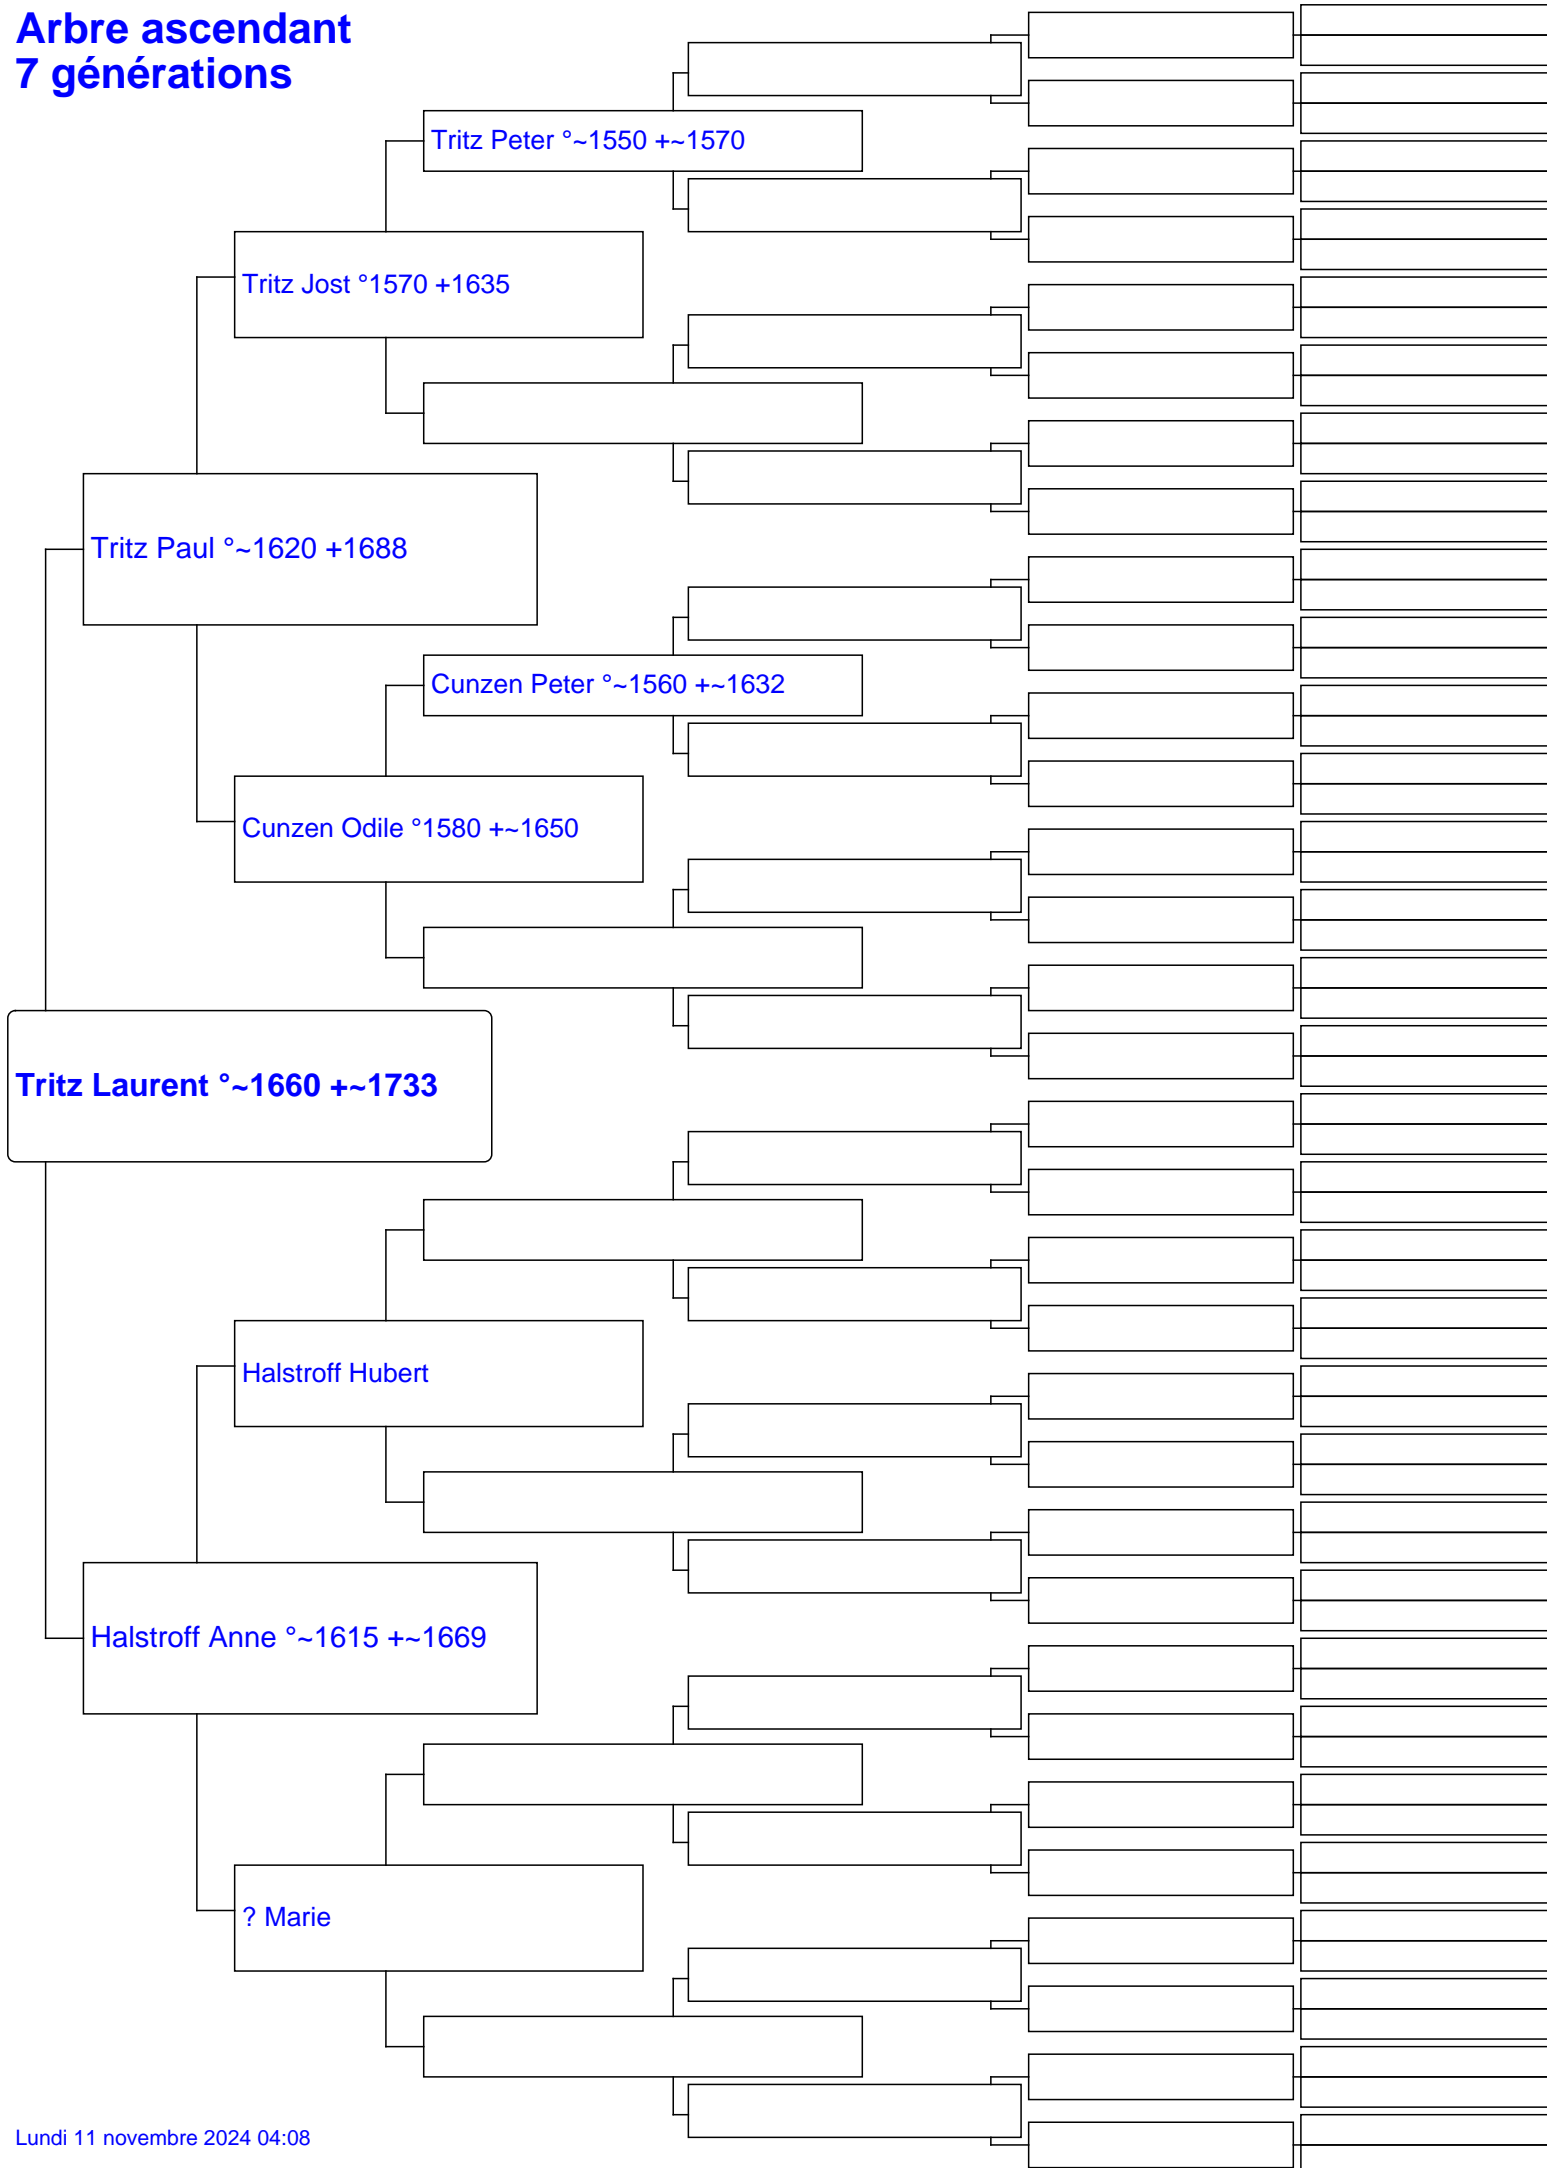 Arbre ascendant
7 générations
Tritz Peter °~1550 +~1570
Tritz Jost °1570 +1635
Tritz Paul °~1620 +1688
Cunzen Peter °~1560 +~1632
Cunzen Odile °1580 +~1650
Tritz Laurent °~1660 +~1733
Halstroff Hubert
Halstroff Anne °~1615 +~1669
? Marie
Lundi 11 novembre 2024 04:08